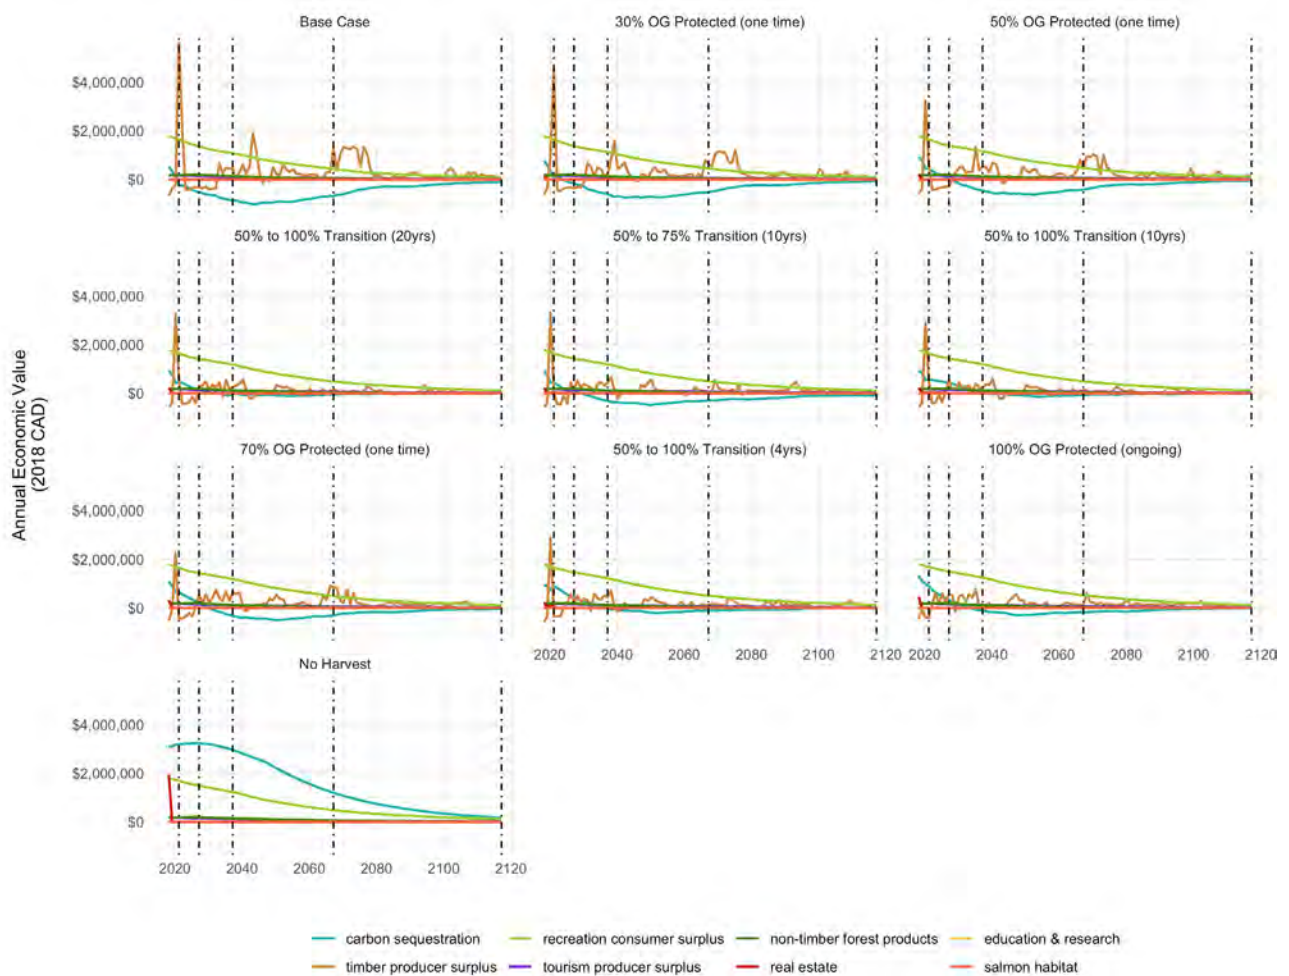 Base Case
30% OG Protected (one time)
50% OG Protected (one time)
$4,000,000
$2,000,000
$0
50% to 100% Transition (20yrs)
50% to 75% Transition (10yrs)
50% to 100% Transition (10yrs)
$4,000,000
$2,000,000
$0
Annual Economic Value
(2018 CAD)
70% OG Protected (one time)
50% to 100% Transition (4yrs)
100% OG Protected (ongoing)
$4,000,000
$2,000,000
$0
2020 2040 2060 2080 2100 2120
2020 2040 2060 2080 2100 2120
No Harvest
$4,000,000
$2,000,000
$0
2020 2040 2060 2080 2100 2120
carbon sequestration
recreation consumer surplus
non-timber forest products
education & research
timber producer surplus
tourism producer surplus
real estate
salmon habitat